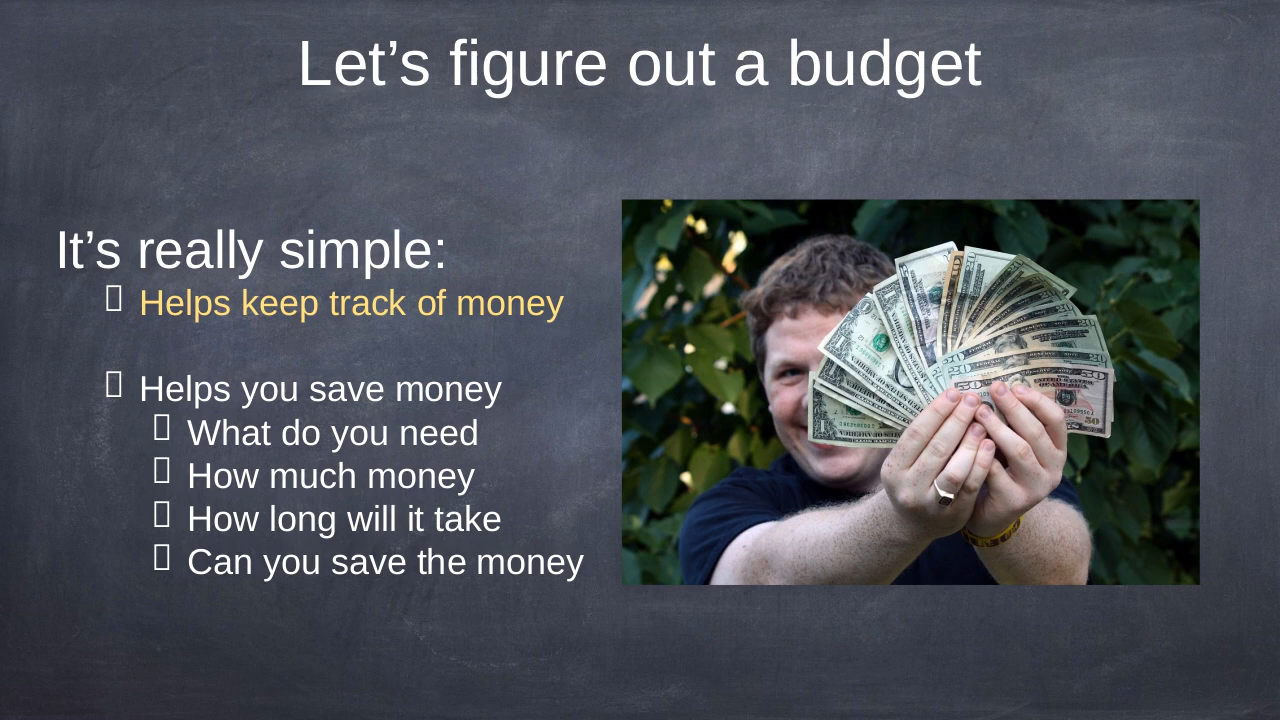 Let’s figure out a budget
It’s really simple:
Helps keep track of money
Helps you save money
What do you need
How much money
How long will it take
Can you save the money